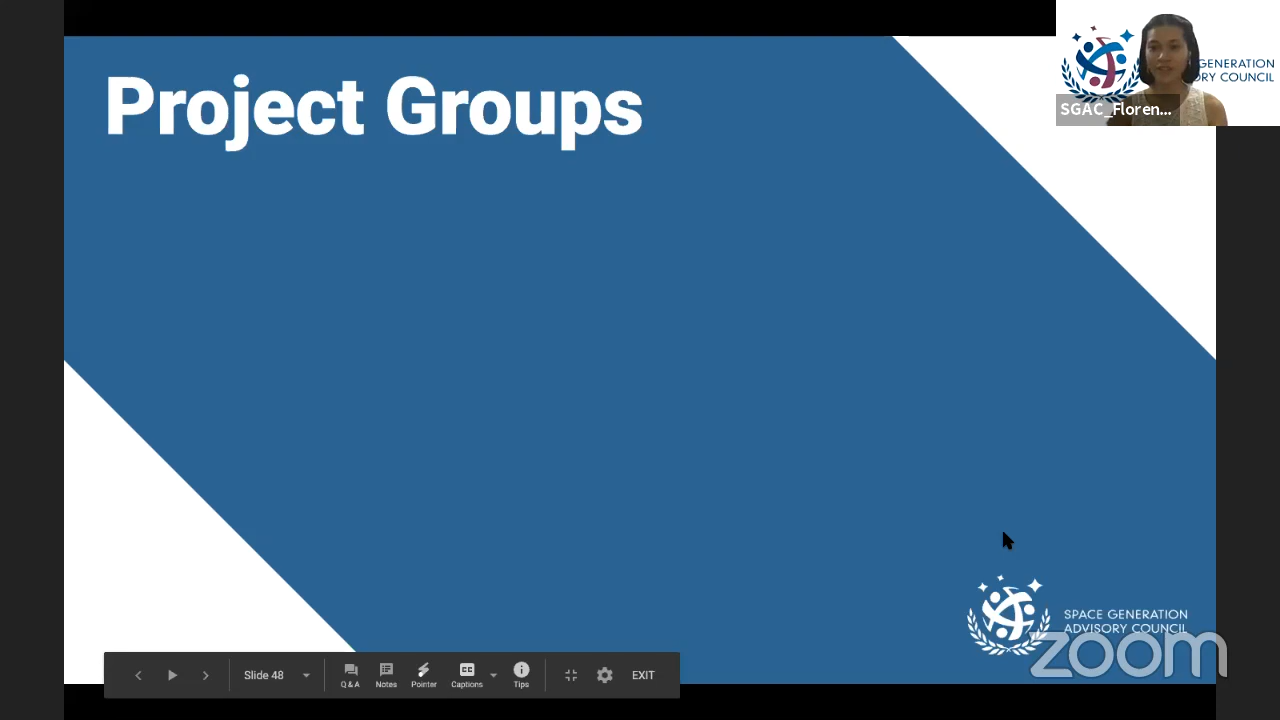 Project Groups
GENERATION
ORY COUNCIL
SGAC_Floren...
SPACE GENERATION
ADVISORY COUNCIL
zoom
Slide 48
Q & A
Notes
Pointer
Captions
Tips
EXIT